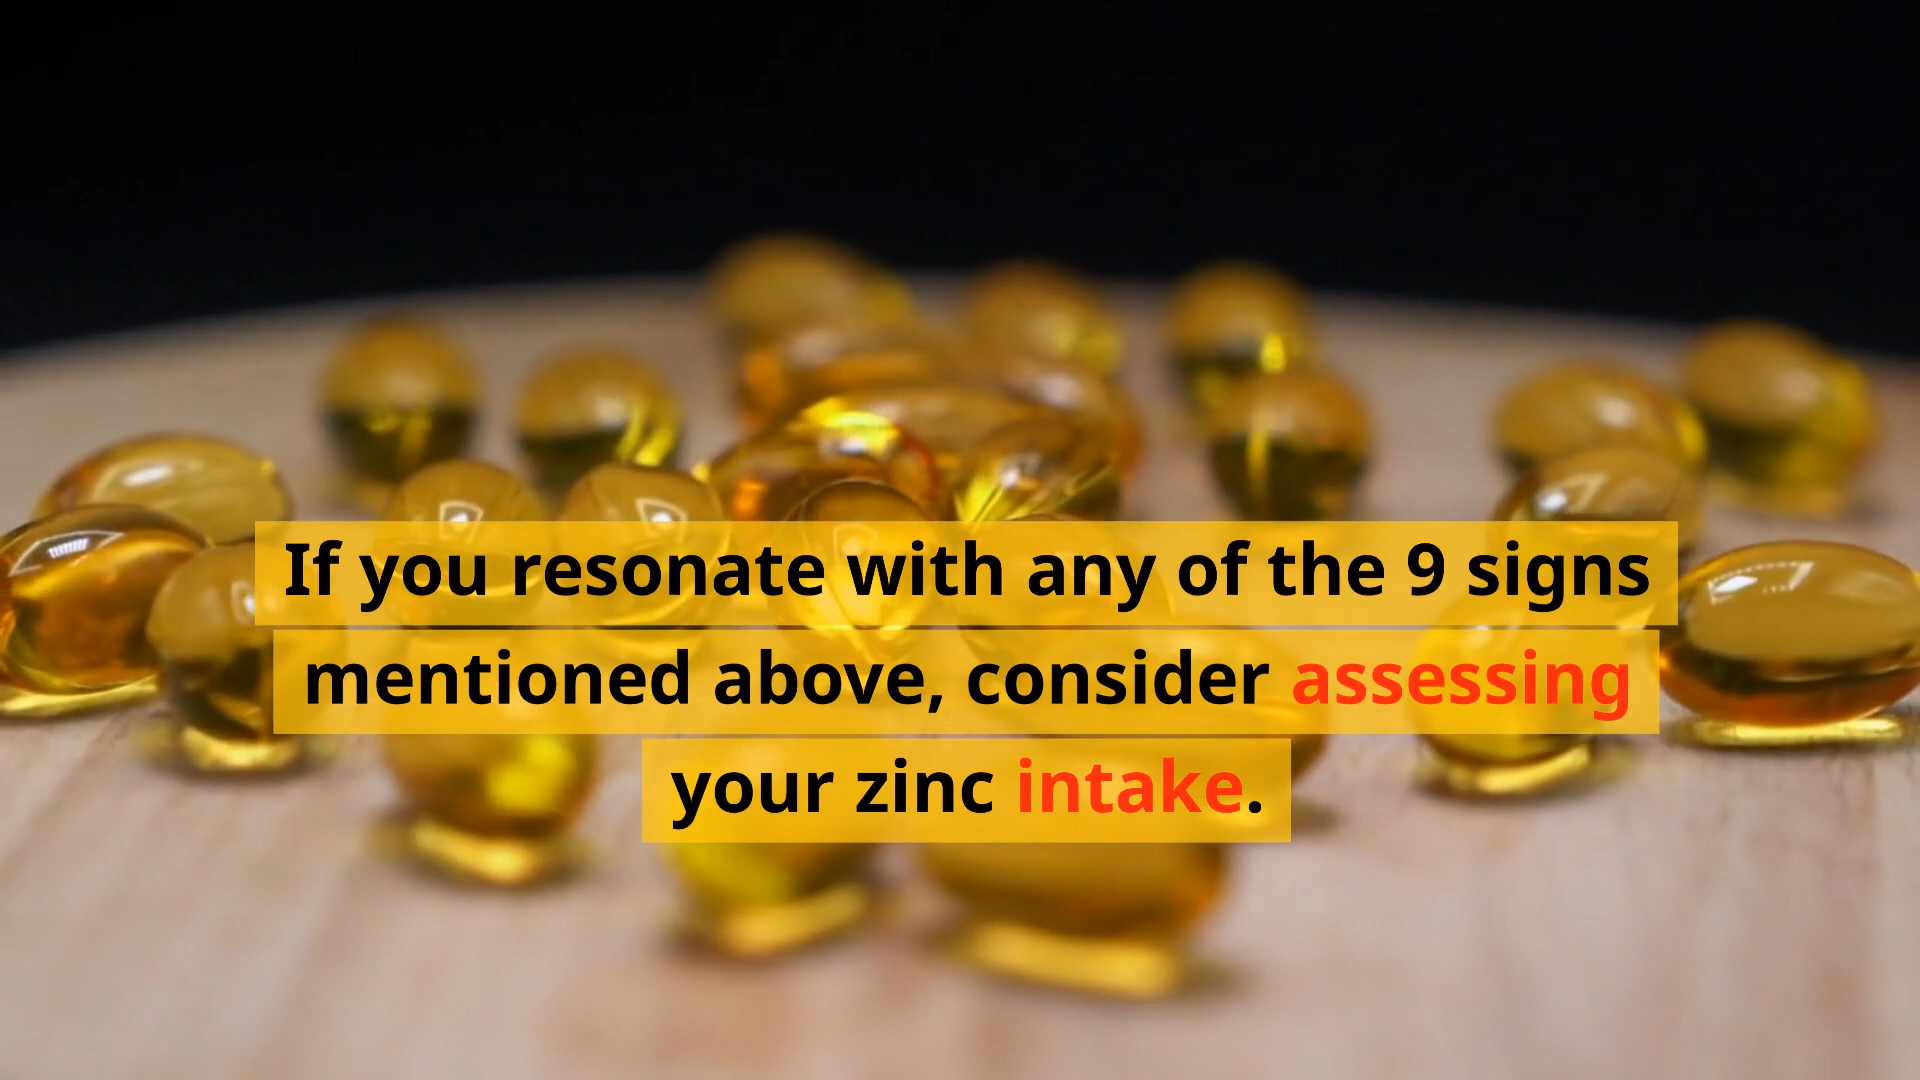 If you resonate with any of the 9 signs
mentioned above, consider assessing
your zinc intake.